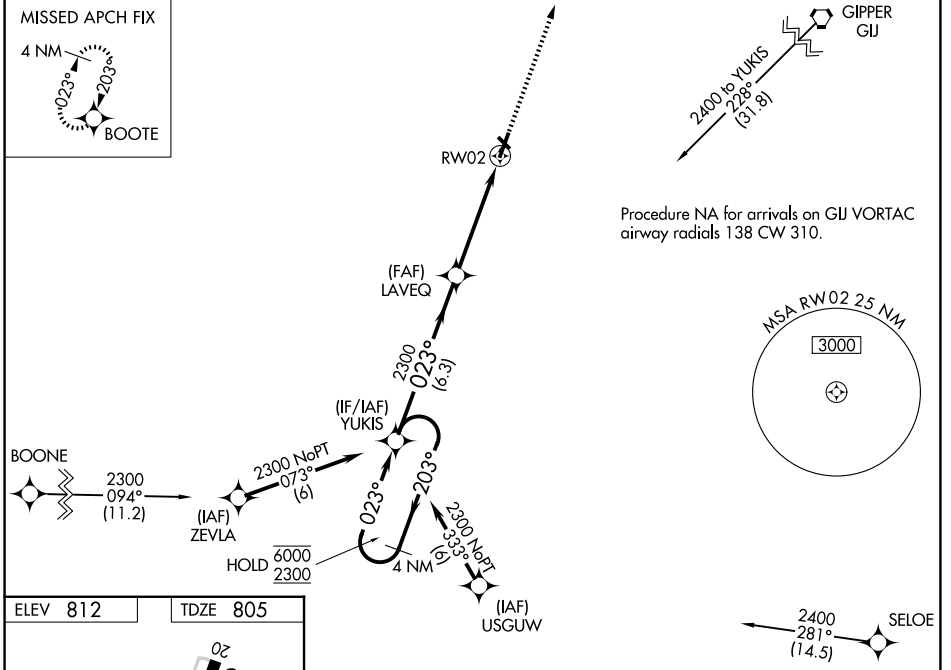 MISSED APCH FIX
4 NM
023°
203°
BOOTE
GIPPER
GIJ
2400 to YUKIS
228°
(31.8)
RW02
Procedure NA for arrivals on GIJ VORTAC
airway radials 138 CW 310.
(FAF)
LAVEQ
MSA RW02 25 NM
3000
2300
023°
(6.3)
(IF/IAF)
YUKIS
BOONE
2300
094°
(11.2)
2300 NoPT
073°
(6)
(IAF)
ZEVLA
023°
203°
HOLD 6000
2300
4 NM
2300 NoPT
333°
(6)
(IAF)
USGUW
2400
281°
(14.5)
SELOE
ELEV 812
TDZE 805
20